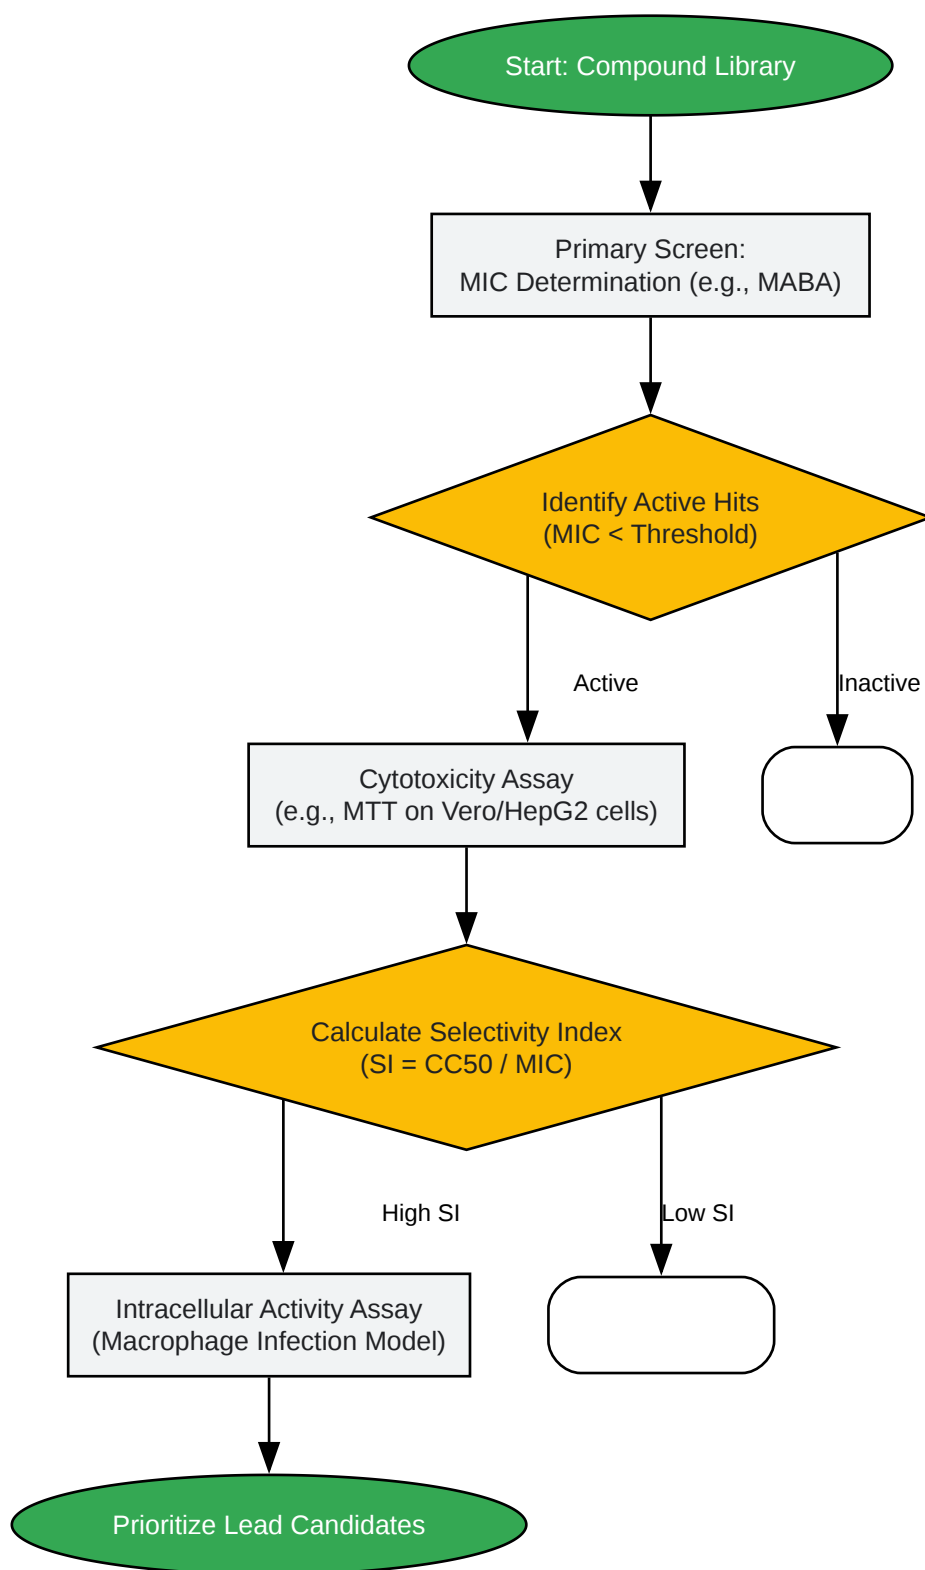 Start: Compound Library
Primary Screen:
MIC Determination (e.g., MABA)
Identify Active Hits
(MIC < Threshold)
Active
Inactive
Cytotoxicity Assay
(e.g., MTT on Vero/HepG2 cells)
Calculate Selectivity Index
(SI = CC50 / MIC)
High SI
Low SI
Intracellular Activity Assay
(Macrophage Infection Model)
Prioritize Lead Candidates